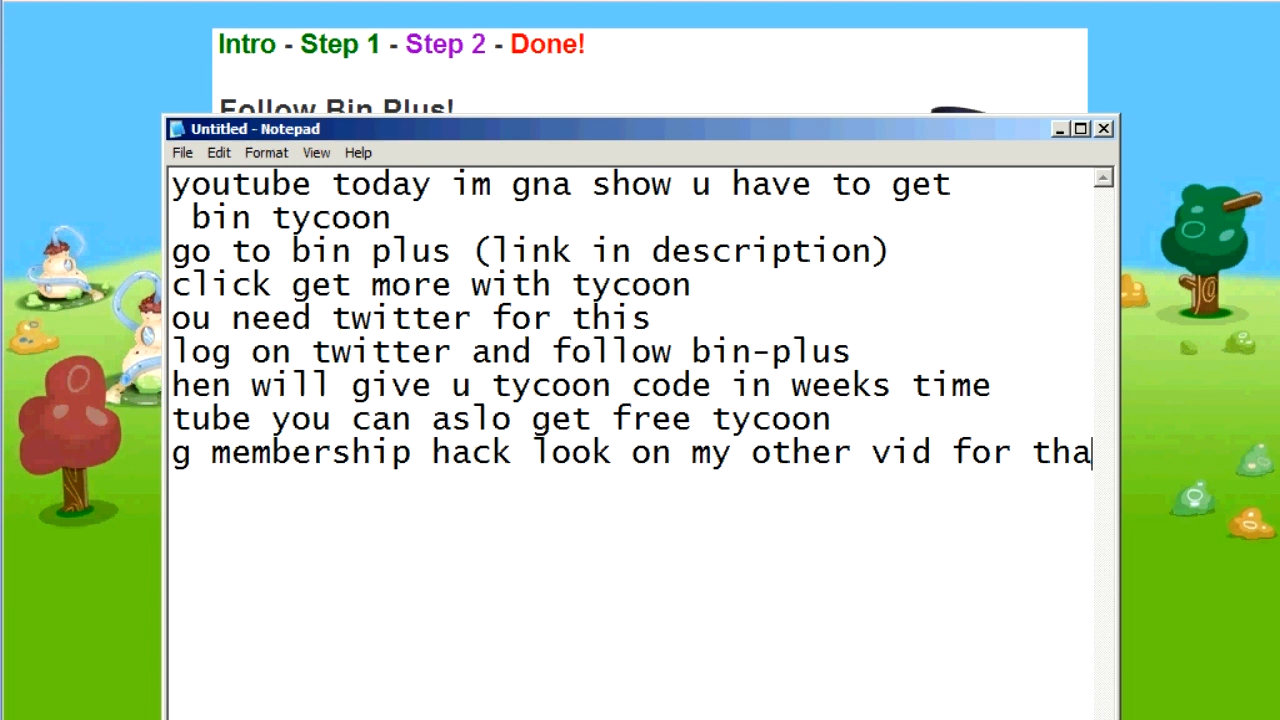 Intro - Step 1 - Step 2 - Done!
Follow Bin Plus!
Untitled - Notepad
File Edit Format View Help
youtube today im gna show u have to get
bin tycoon
go to bin plus (link in description)
click get more with tycoon
ou need twitter for this
log on twitter and follow bin-plus
hen will give u tycoon code in weeks time
tube you can aslo get free tycoon
g membership hack look on my other vid for tha